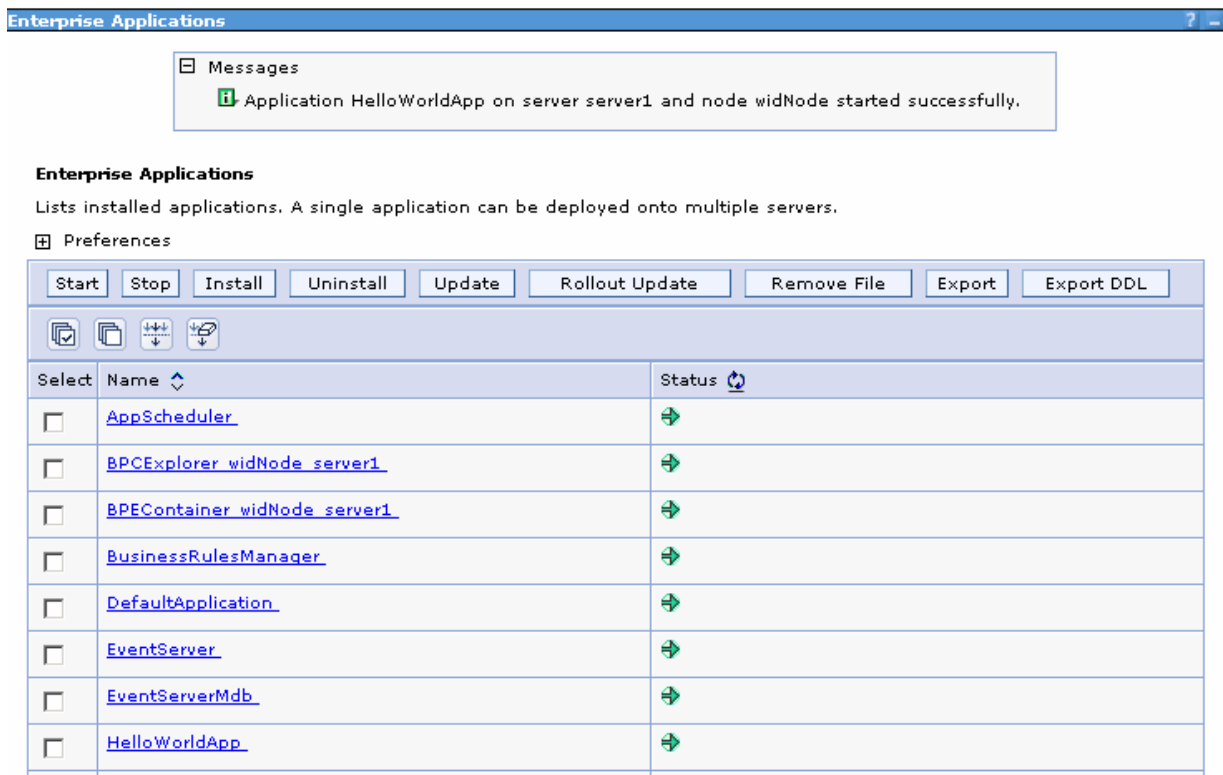 Enterprise Applications ? –
Messages
Application HelloWorldApp on server server1 and node widNode started successfully.
Enterprise Applications
Lists installed applications. A single application can be deployed onto multiple servers.
Preferences
Start Stop Install Uninstall Update Rollout Update Remove File Export Export DDL
Select Name Status
AppScheduler
BPCExplorer_widNode_server1
BPEContainer_widNode_server1
BusinessRulesManager
DefaultApplication
EventServer
EventServerMdb
HelloWorldApp